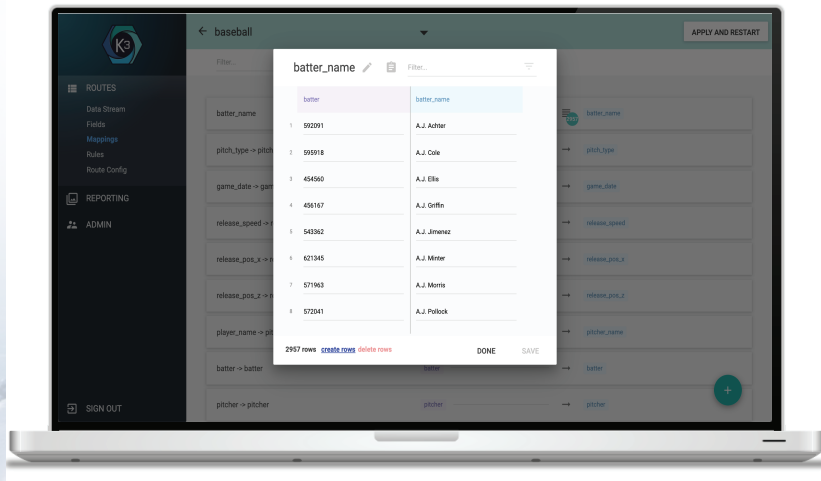 K3
baseball
APPLY AND RESTART
Filter...
ROUTES
Data Stream
Fields
Mappings
Rules
Route Config
REPORTING
ADMIN
SIGN OUT
batter_name
Filter...
batter batter_name
1 592091 A.J. Achter
2 595918 A.J. Cole
3 454560 A.J. Ellis
4 456167 A.J. Griffin
5 543362 A.J. Jimenez
6 621345 A.J. Minter
7 571963 A.J. Morris
8 572041 A.J. Pollock
2957 rows create rows delete rows DONE SAVE
batter_name batter_name
pitch_type -> pitch → pitch_type
game_date -> gam → game_date
release_speed -> r → release_speed
release_pos_x -> r → release_pos_x
release_pos_z -> r → release_pos_z
player_name -> pit → pitcher_name
batter -> batter batter → batter
pitcher -> pitcher pitcher → pitcher